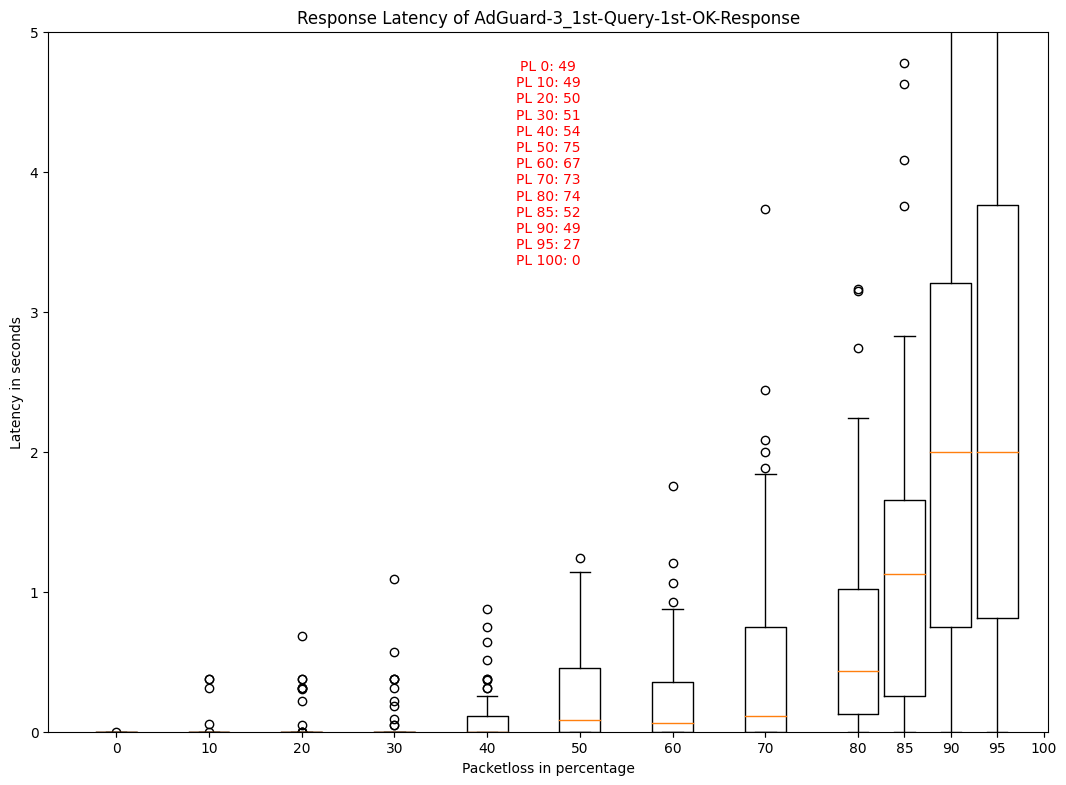 Response Latency of AdGuard-3_1st-Query-1st-OK-Response
5
4
3
2
1
0
Latency in seconds
PL 0: 49
PL 10: 49
PL 20: 50
PL 30: 51
PL 40: 54
PL 50: 75
PL 60: 67
PL 70: 73
PL 80: 74
PL 85: 52
PL 90: 49
PL 95: 27
PL 100: 0
0 10 20 30 40 50 60 70 80 85 90 95 100
Packetloss in percentage